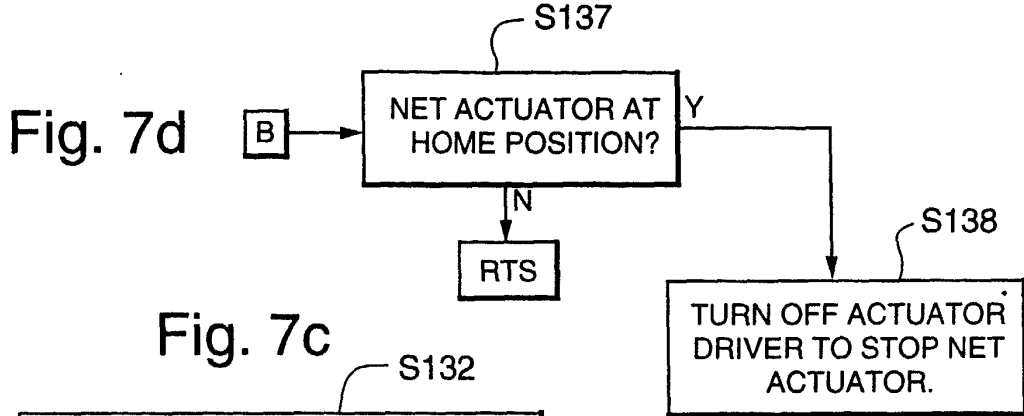 S137
Fig. 7d
B
NET ACTUATOR AT
HOME POSITION?
Y
N
RTS
S138
TURN OFF ACTUATOR
DRIVER TO STOP NET
ACTUATOR.
Fig. 7c
S132